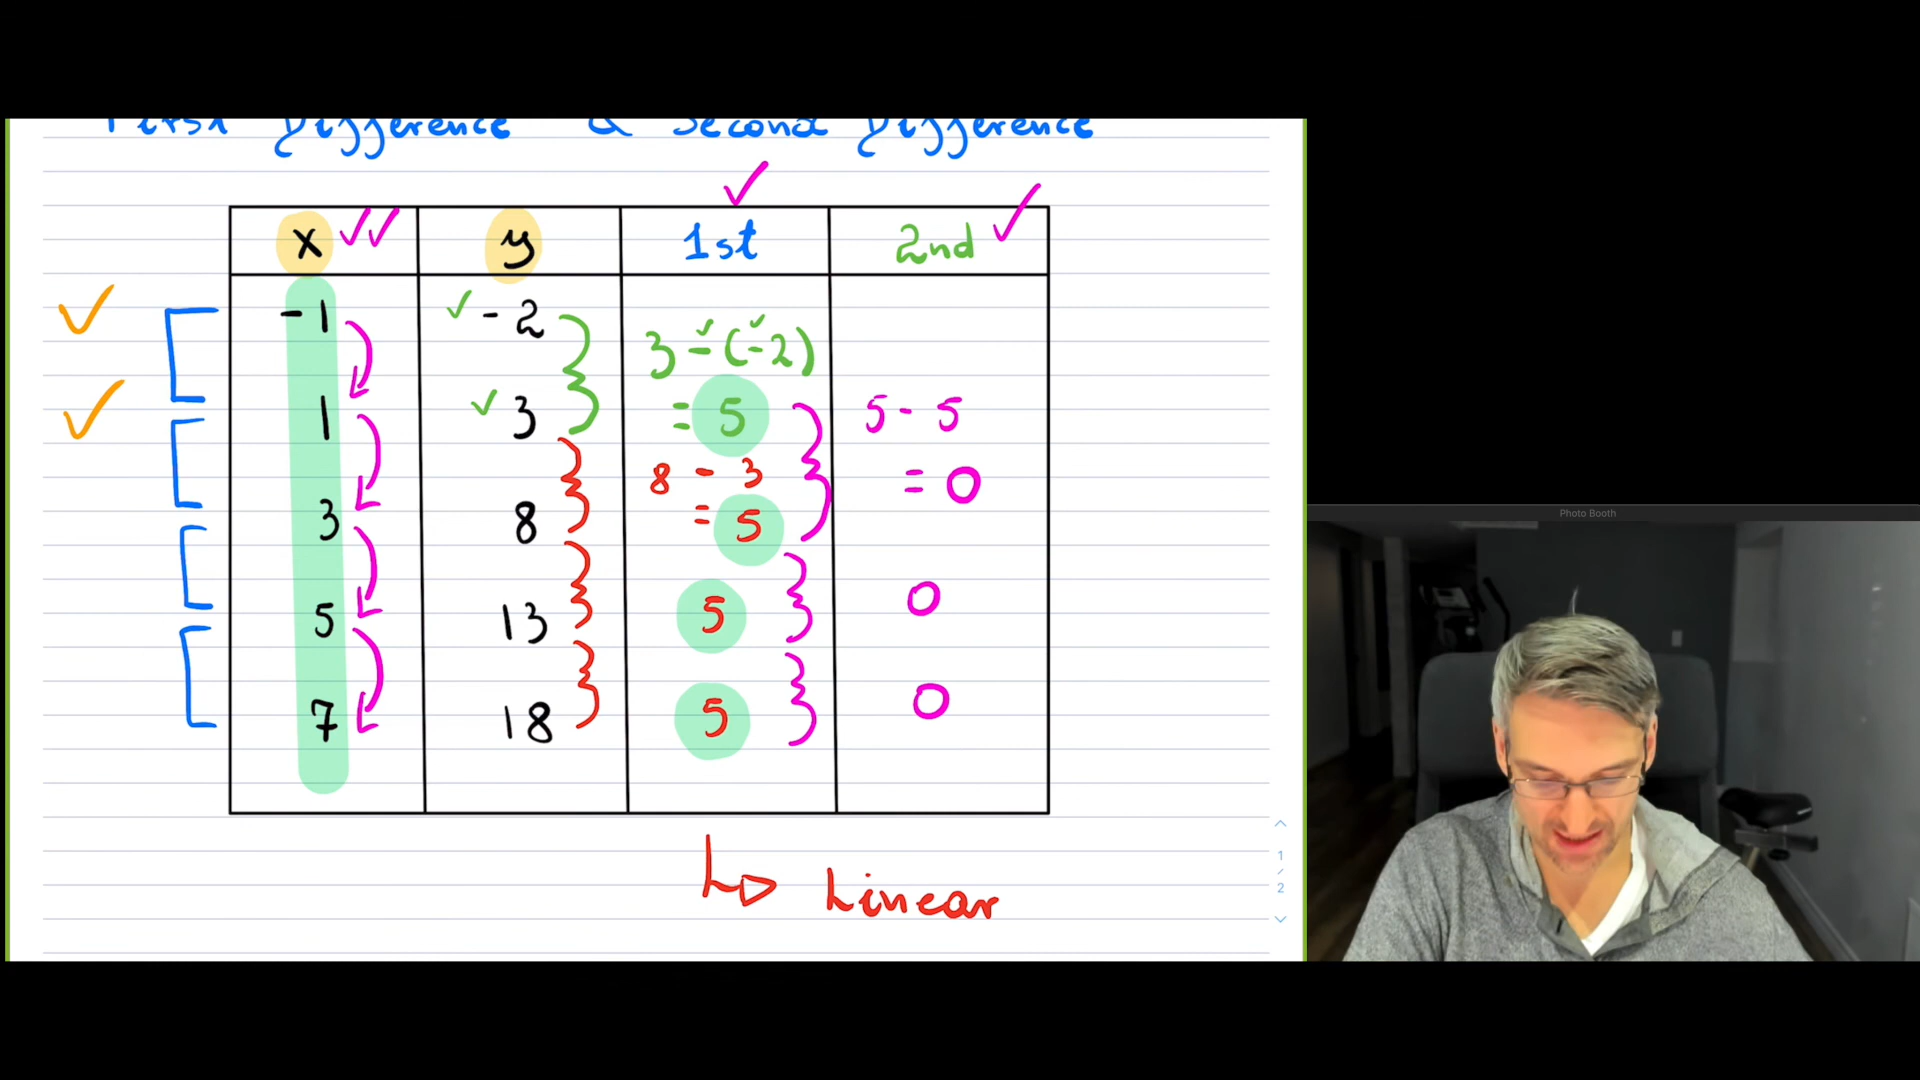 First Difference & Second Difference
x y 1st 2nd
-1 -2
3 - (-2)
1 3 = 5 5 - 5
8 - 3 = 0
3 8 = 5
5 13 5 0
7 18 5 0
Linear
1
/
2
Photo Booth